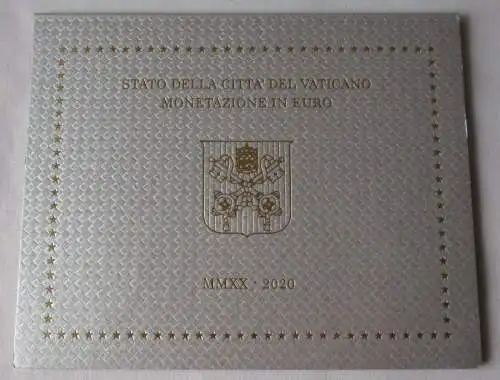 STATO DELLA CITTA' DEL VATICANO
MONETAZIONE IN EURO
MMXX · 2020